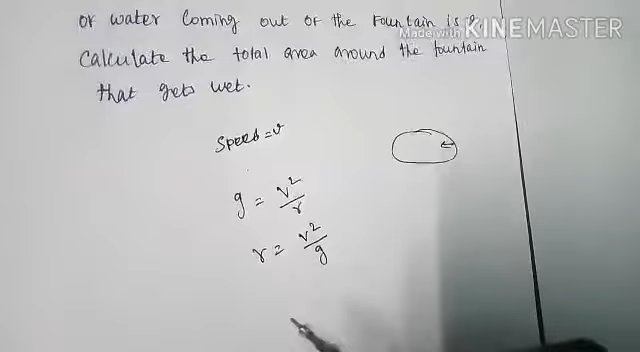 of water coming out of the fountain is v,
Made with KINEMASTER
calculate the total area around the fountain
that gets wet.
speed = v
g = v²/r
r = v²/g